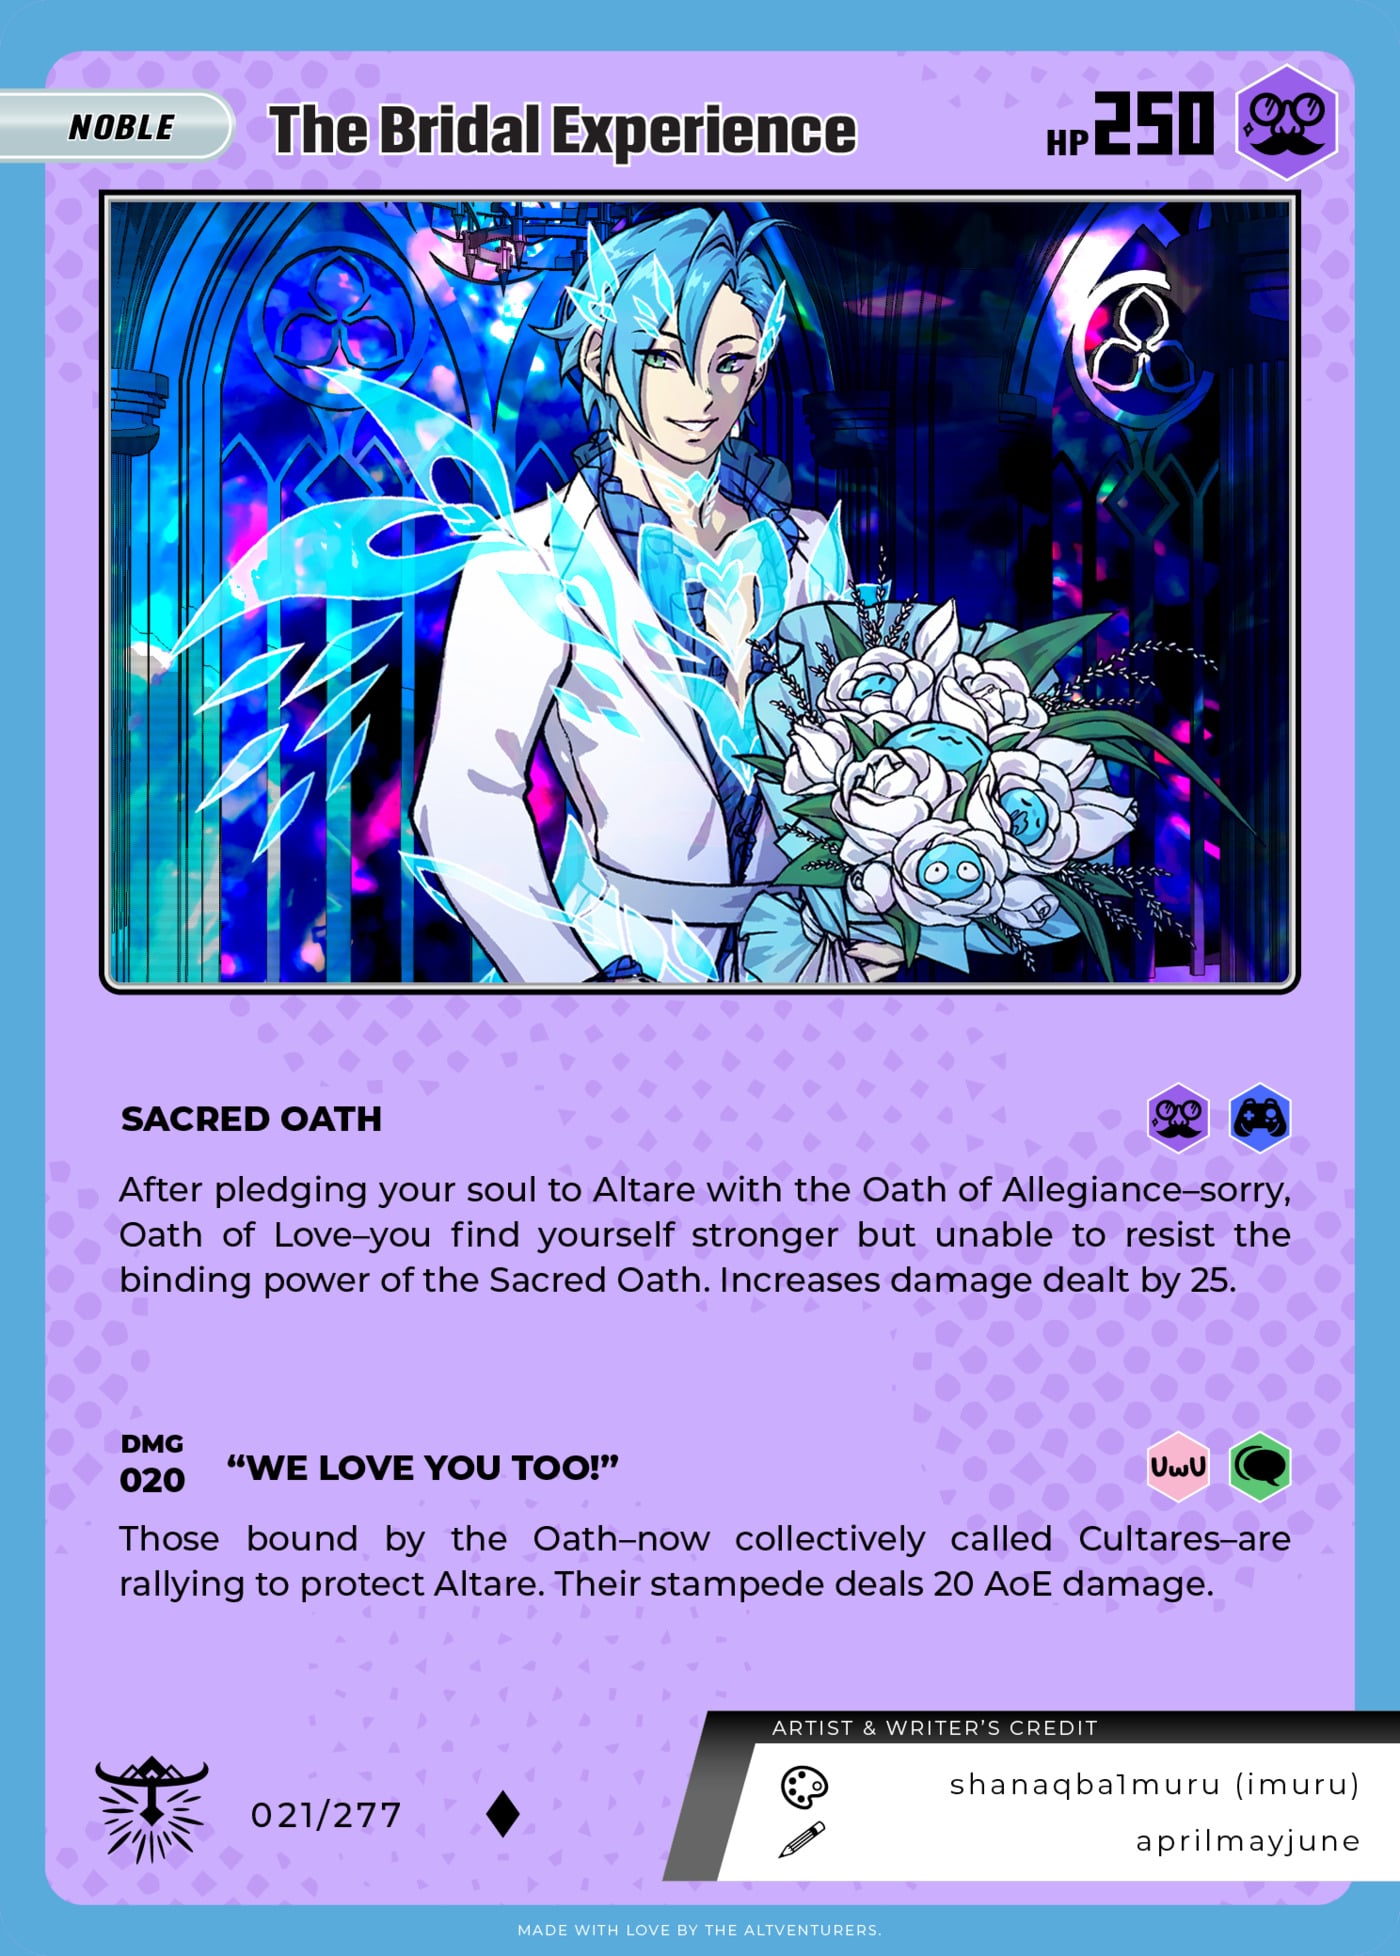 NOBLE
The Bridal Experience
HP 250
SACRED OATH
After pledging your soul to Altare with the Oath of Allegiance–sorry,
Oath of Love–you find yourself stronger but unable to resist the
binding power of the Sacred Oath. Increases damage dealt by 25.
DMG
020
“WE LOVE YOU TOO!”
UwU
Those bound by the Oath–now collectively called Cultares–are
rallying to protect Altare. Their stampede deals 20 AoE damage.
ARTIST & WRITER’S CREDIT
shanaqba1muru (imuru)
021/277
aprilmayjune
MADE WITH LOVE BY THE ALTVENTURERS.